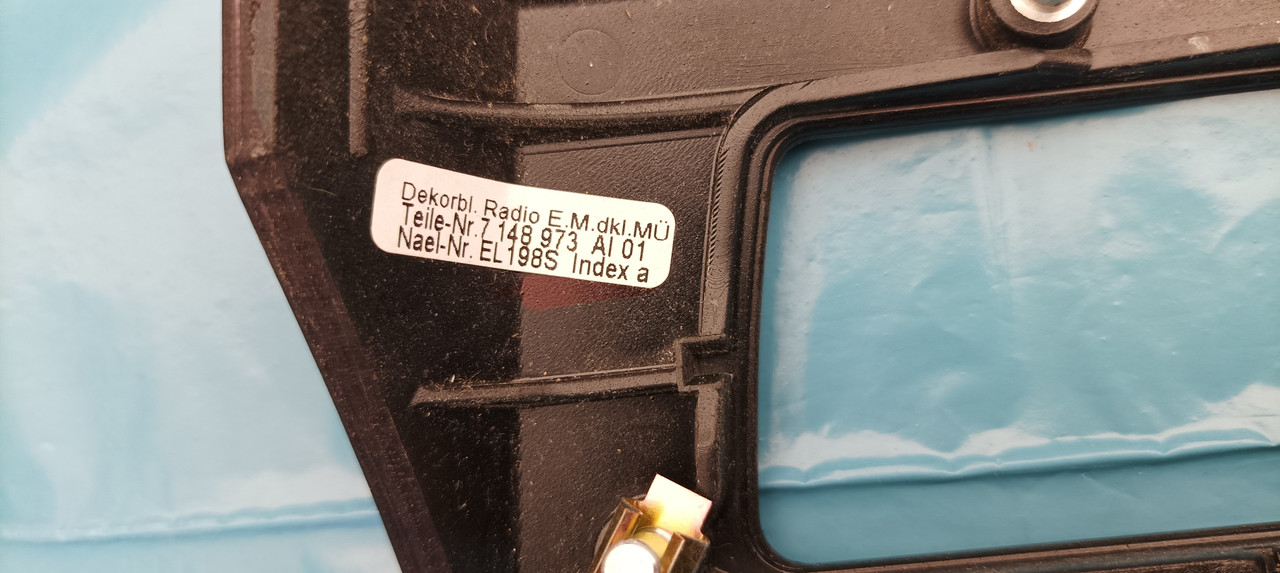 Dekorbl. Radio E.M.dkl.MÜ
Teile-Nr.7 148 973 AI 01
Nael-Nr. EL198S Index a